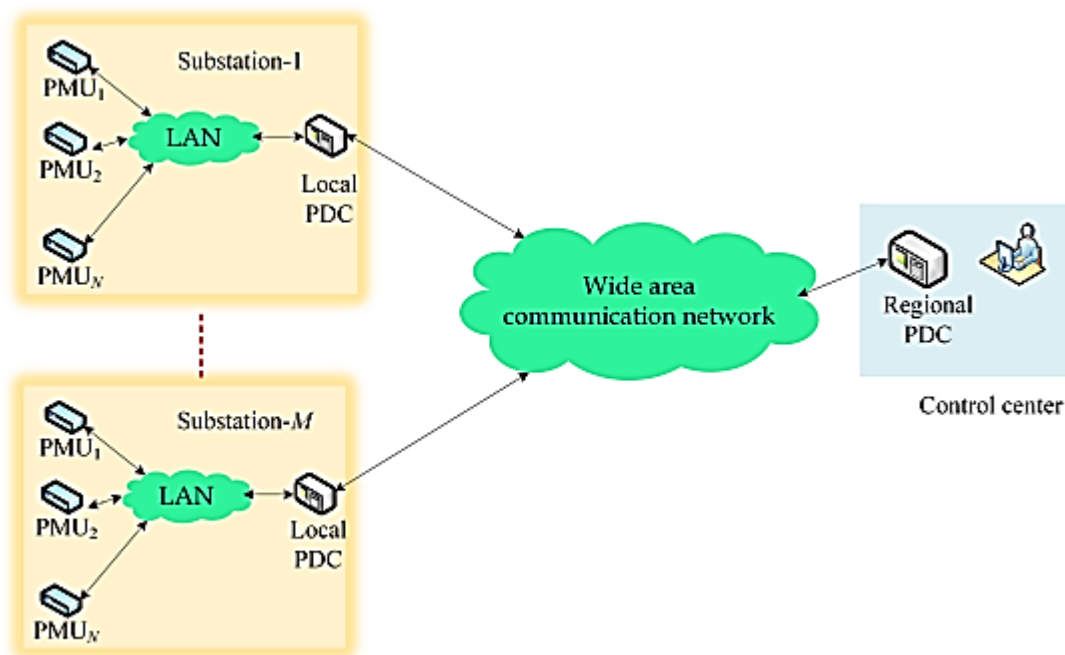 Substation-1
PMU1
LAN
PMU2
Local
PDC
PMUN
Wide area
communication network
Regional
PDC
Control center
Substation-M
PMU1
LAN
PMU2
Local
PDC
PMUN